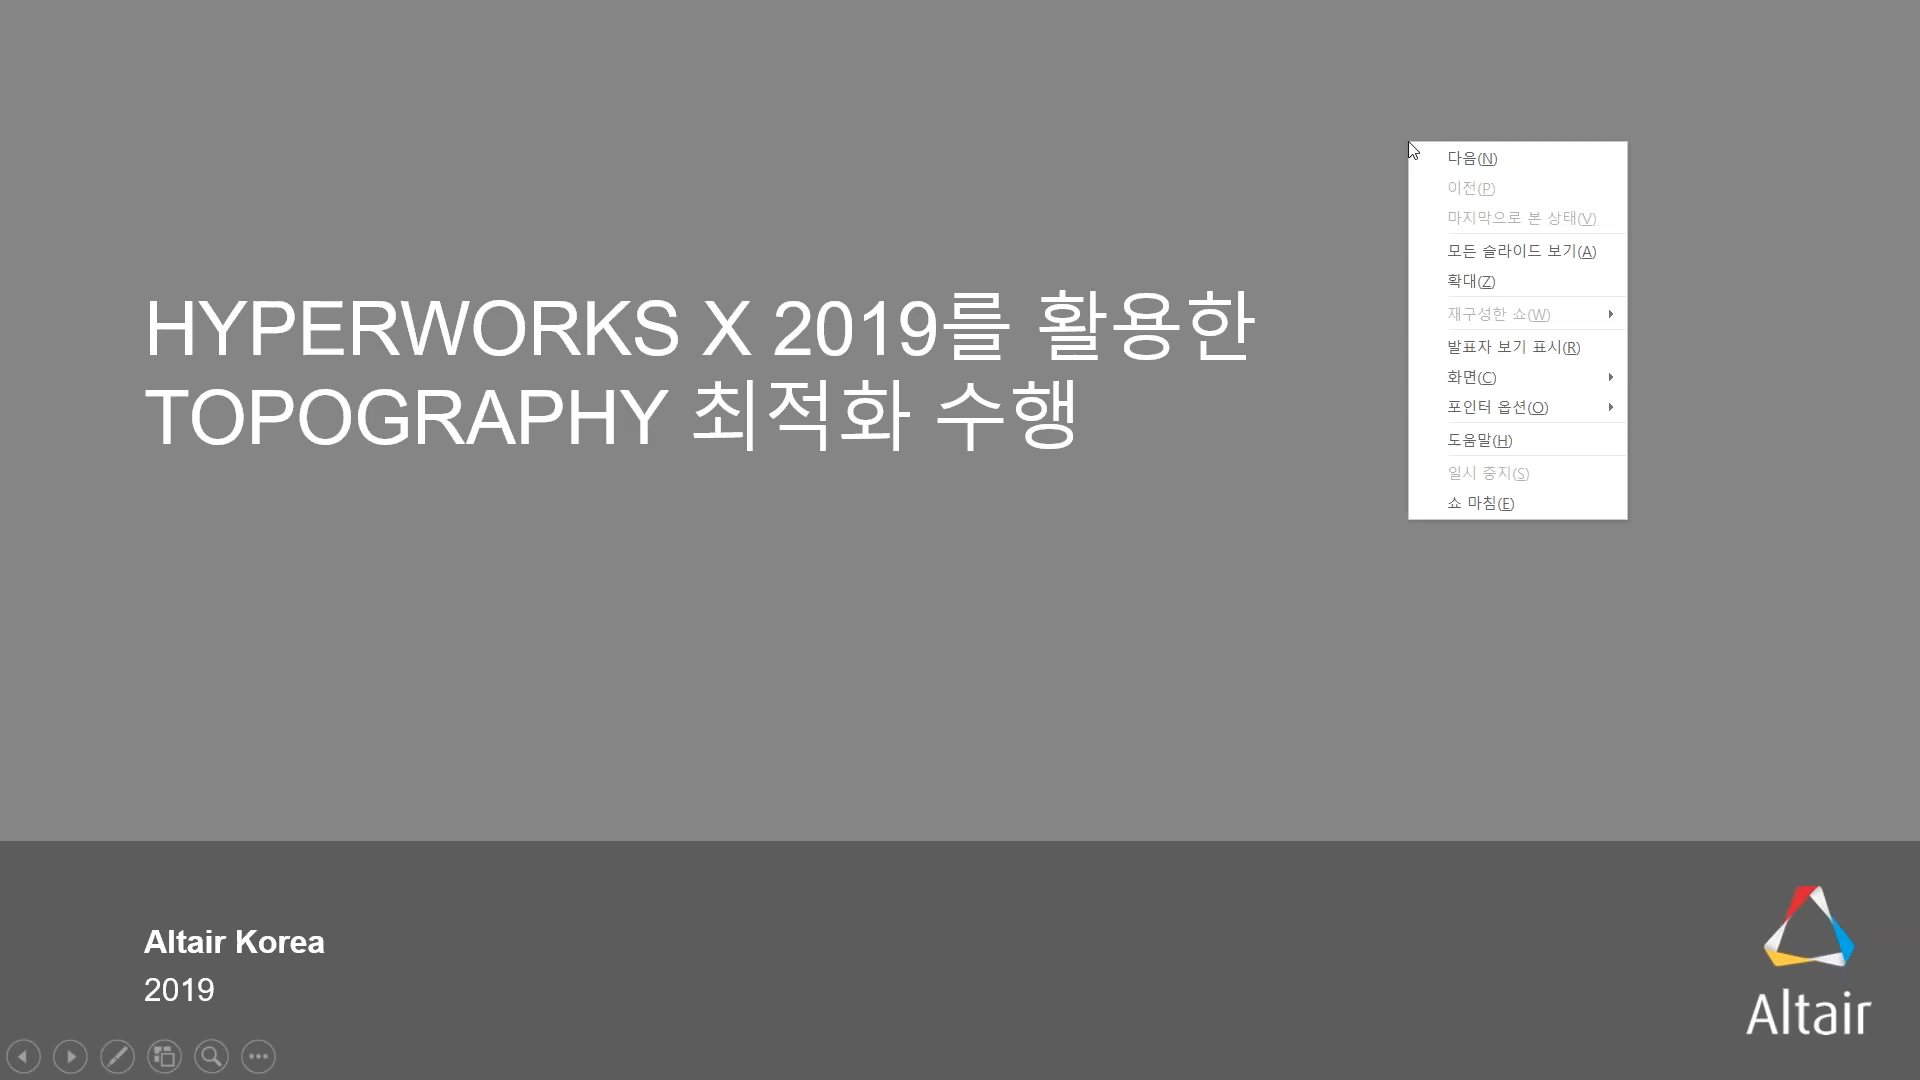 HYPERWORKS X 2019를 활용한
TOPOGRAPHY 최적화 수행
다음(N)
이전(P)
마지막으로 본 상태(V)
모든 슬라이드 보기(A)
확대(Z)
재구성한 쇼(W)
발표자 보기 표시(R)
화면(C)
포인터 옵션(O)
도움말(H)
일시 중지(S)
쇼 마침(E)
Altair Korea
2019
Altair